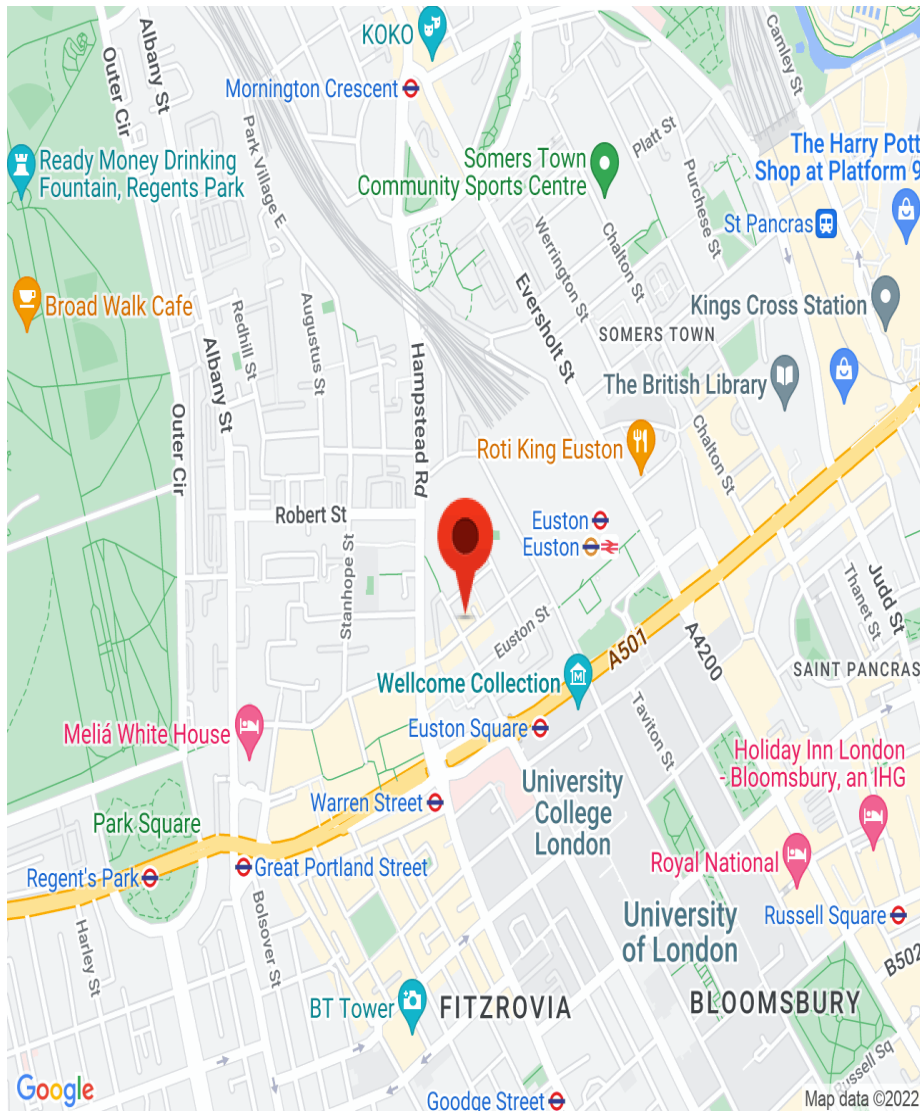 KOKO
Albany St
Outer Cir
Camley St
Mornington Crescent
Park Village E
Platt St
The Harry Pott
Shop at Platform 9
Ready Money Drinking
Fountain, Regents Park
Somers Town
Community Sports Centre
Purchese St
St Pancras
Werrington St
Chalton St
Broad Walk Cafe
Redhill St
Augustus St
Eversholt St
Kings Cross Station
SOMERS TOWN
Albany St
Hampstead Rd
The British Library
Outer Cir
Roti King Euston
Chalton St
Robert St
Euston
Euston
Stanhope St
Thanet St
Judd St
Euston St
A501
A4200
Wellcome Collection
SAINT PANCRAS
Meliá White House
Euston Square
Taviton St
Holiday Inn London
- Bloomsbury, an IHG
University
College
London
Warren Street
Park Square
Royal National
Regent's Park
Great Portland Street
Harley St
Bolsover St
University
of London
Russell Square
B502
BT Tower
FITZROVIA
BLOOMSBURY
Russell Sq
Google
Goodge Street
Map data ©2022